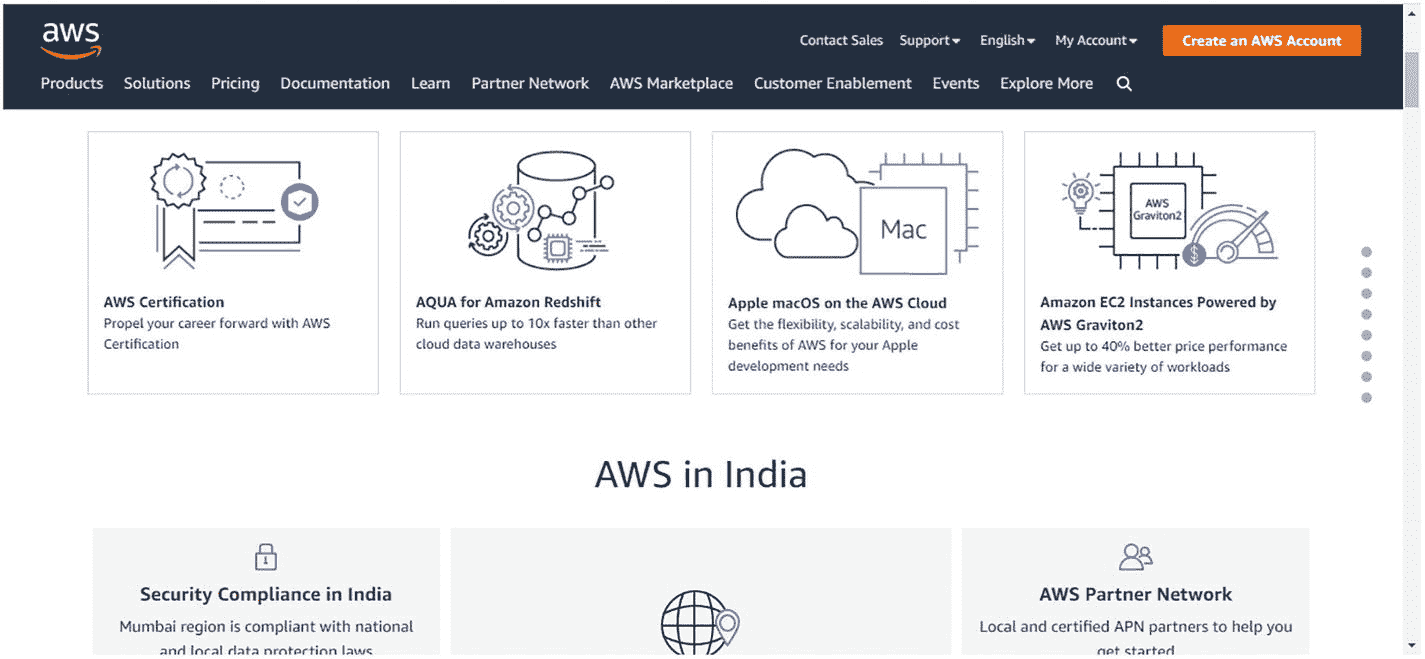 aws
Contact Sales Support English My Account Create an AWS Account
Products Solutions Pricing Documentation Learn Partner Network AWS Marketplace Customer Enablement Events Explore More
AWS Certification
Propel your career forward with AWS
Certification
AQUA for Amazon Redshift
Run queries up to 10x faster than other
cloud data warehouses
Mac
Apple macOS on the AWS Cloud
Get the flexibility, scalability, and cost
benefits of AWS for your Apple
development needs
AWS
Graviton2
$
Amazon EC2 Instances Powered by
AWS Graviton2
Get up to 40% better price performance
for a wide variety of workloads
AWS in India
Security Compliance in India
Mumbai region is compliant with national
and local data protection laws
AWS Partner Network
Local and certified APN partners to help you
get started